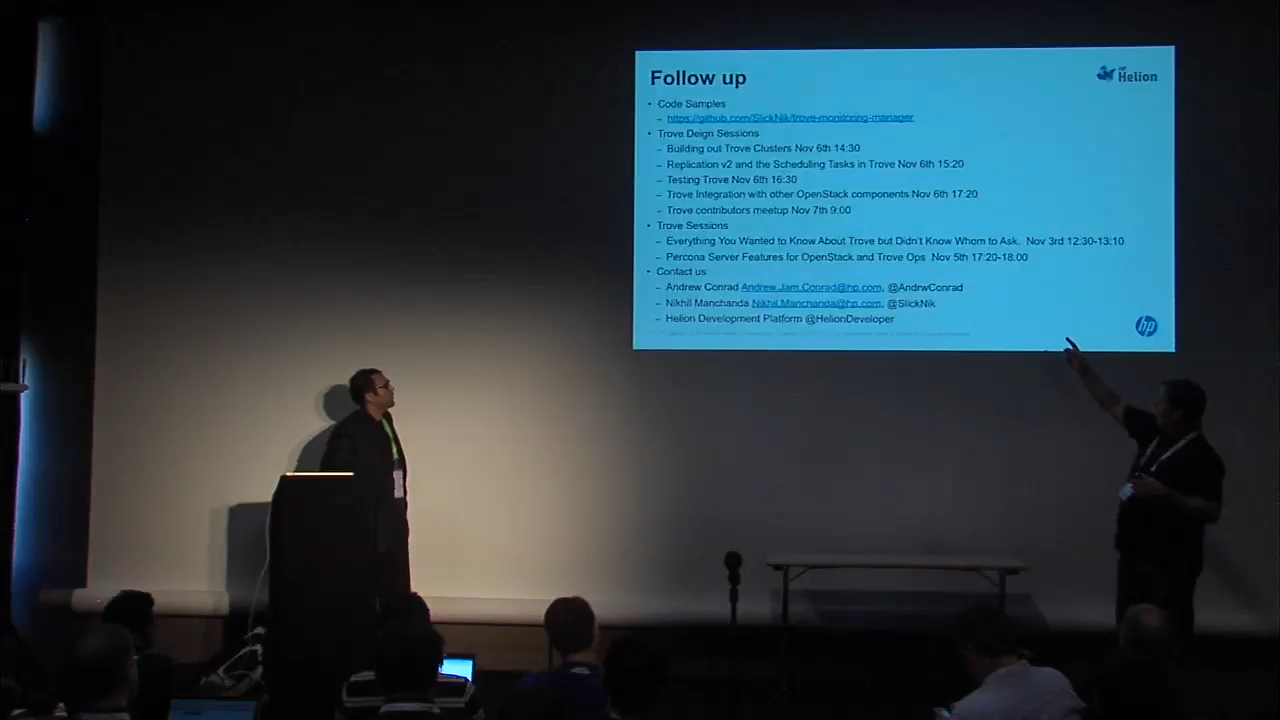 Follow up
HP
Helion
• Code Samples
– https://github.com/SlickNik/trove-monitoring-manager
• Trove Deign Sessions
– Building out Trove Clusters Nov 6th 14:30
– Replication v2 and the Scheduling Tasks in Trove Nov 6th 15:20
– Testing Trove Nov 6th 16:30
– Trove Integration with other OpenStack components Nov 6th 17:20
– Trove contributors meetup Nov 7th 9:00
• Trove Sessions
– Everything You Wanted to Know About Trove but Didn't Know Whom to Ask. Nov 3rd 12:30-13:10
– Percona Server Features for OpenStack and Trove Ops Nov 5th 17:20-18:00
• Contact us
– Andrew Conrad Andrew.Jam.Conrad@hp.com, @AndrwConrad
– Nikhil Manchanda Nikhil.Manchanda@hp.com, @SlickNik
– Helion Development Platform @HelionDeveloper
hp